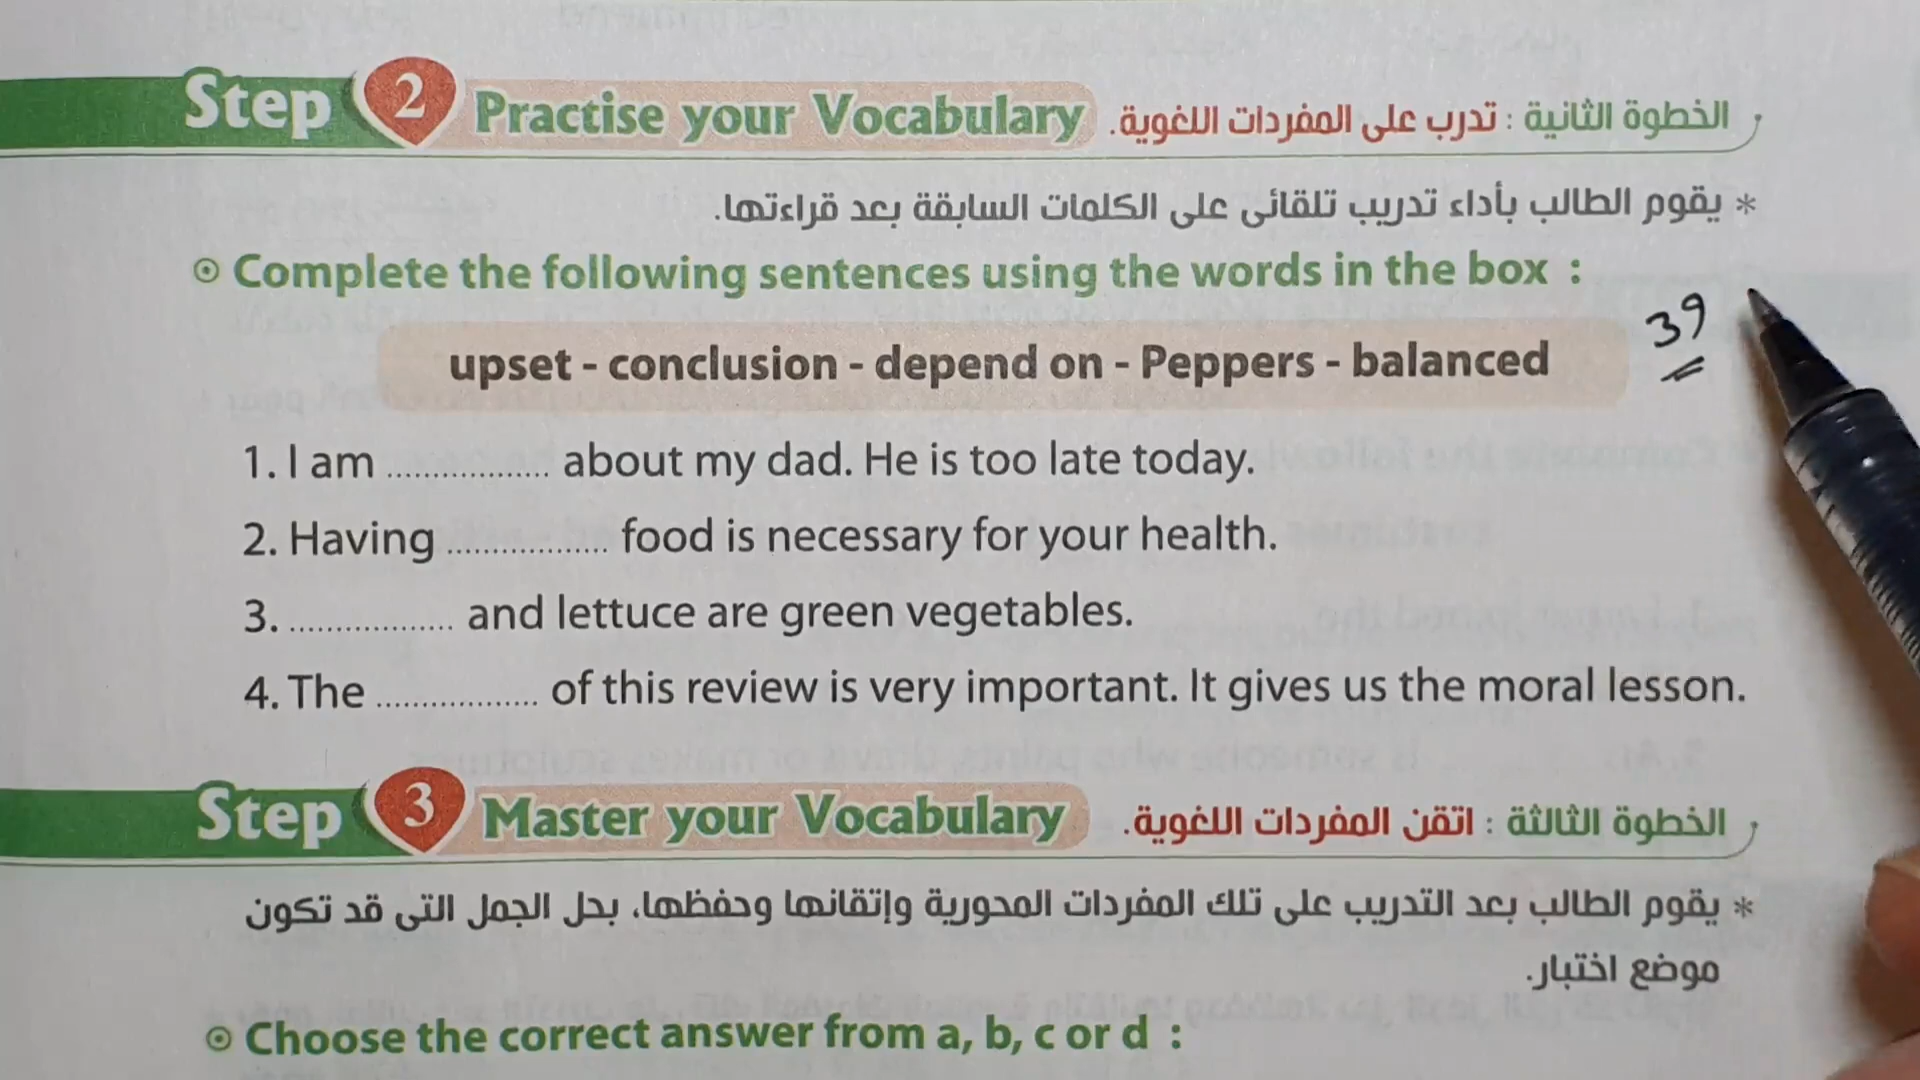 Step 2 Practise your Vocabulary الخطوة الثانية : تدرب على المفردات اللغوية.
* يقوم الطالب بأداء تدريب تلقائى على الكلمات السابقة بعد قراءتها.
Complete the following sentences using the words in the box :
39
upset - conclusion - depend on - Peppers - balanced
1. I am ................ about my dad. He is too late today.
2. Having ................ food is necessary for your health.
3. ................ and lettuce are green vegetables.
4. The ................ of this review is very important. It gives us the moral lesson.
Step 3 Master your Vocabulary الخطوة الثالثة : اتقن المفردات اللغوية.
* يقوم الطالب بعد التدريب على تلك المفردات المحورية وإتقانها وحفظها، بحل الجمل التى قد تكون
موضع اختبار.
Choose the correct answer from a, b, c or d :